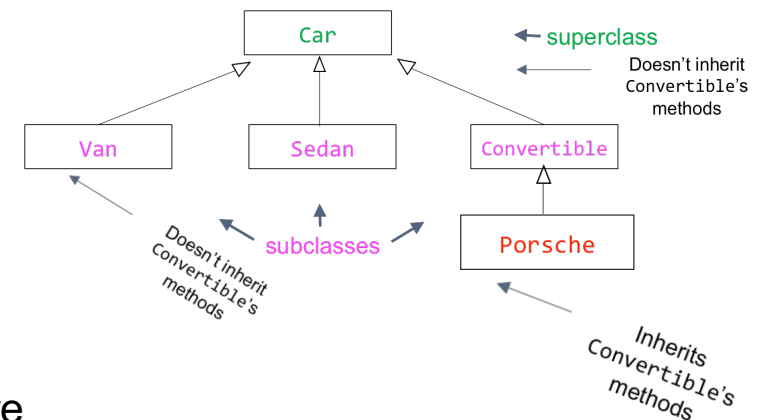 Car
superclass
Doesn't inherit
Convertible's
methods
Van
Sedan
Convertible
Doesn't inherit
Convertible's
methods
subclasses
Porsche
Inherits
Convertible's
methods